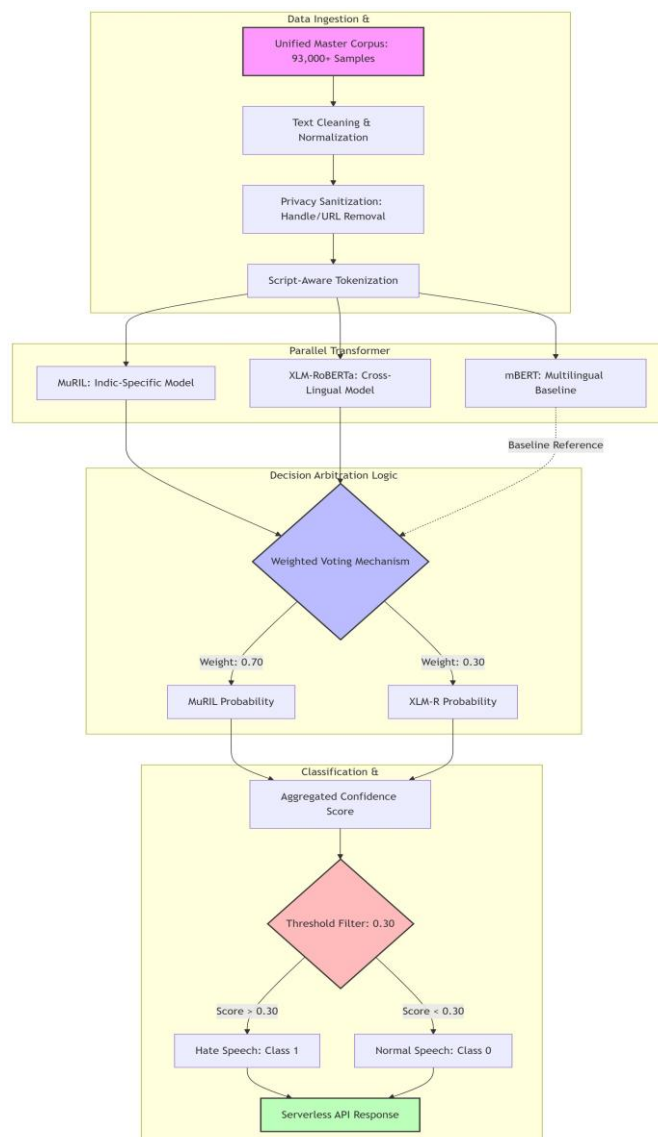 Data Ingestion &
Unified Master Corpus:
93,000+ Samples
Text Cleaning &
Normalization
Privacy Sanitization:
Handle/URL Removal
Script-Aware Tokenization
Parallel Transformer
MuRIL: Indic-Specific Model
XLM-RoBERTa: Cross-
Lingual Model
mBERT: Multilingual
Baseline
Baseline Reference
Decision Arbitration Logic
Weighted Voting Mechanism
Weight: 0.70
Weight: 0.30
MuRIL Probability
XLM-R Probability
Classification &
Aggregated Confidence
Score
Threshold Filter: 0.30
Score > 0.30
Score < 0.30
Hate Speech: Class 1
Normal Speech: Class 0
Serverless API Response